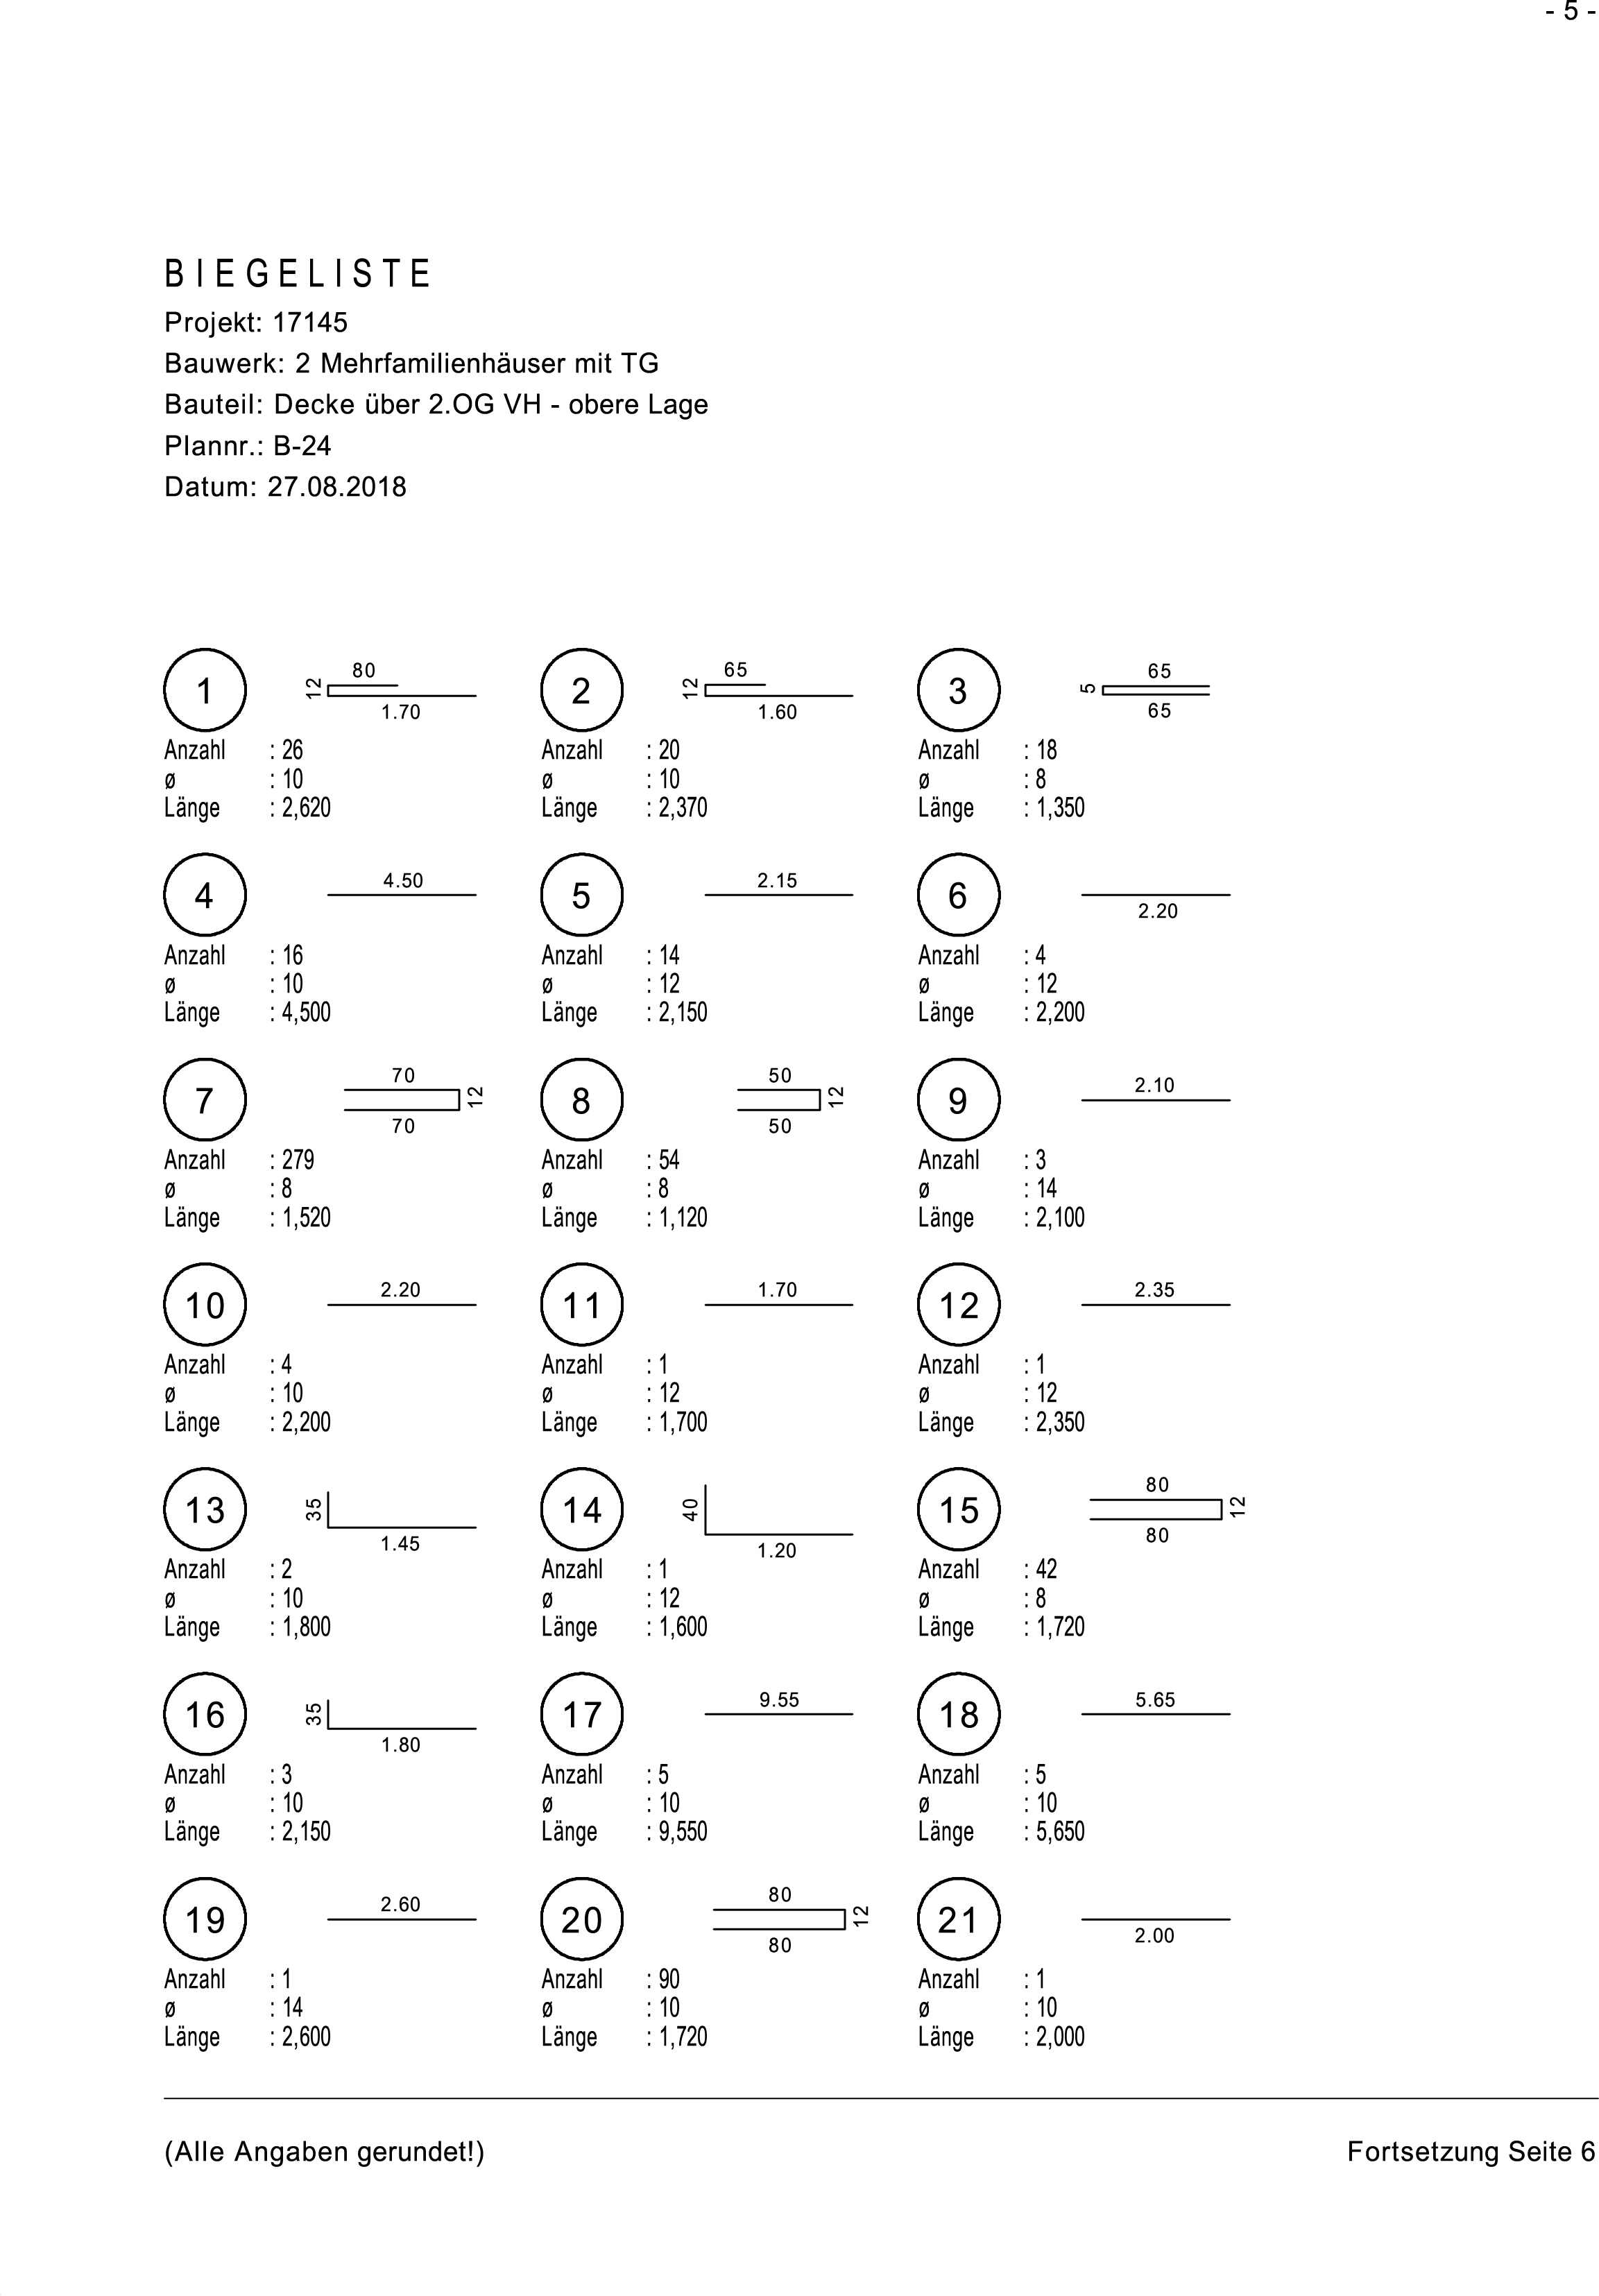 - 5 -
BIEGELISTE
Projekt: 17145
Bauwerk: 2 Mehrfamilienhäuser mit TG
Bauteil: Decke über 2.OG VH - obere Lage
Plannr.: B-24
Datum: 27.08.2018
1 12 80 1.70
Anzahl : 26
ø : 10
Länge : 2,620
2 12 65 1.60
Anzahl : 20
ø : 10
Länge : 2,370
3 5 65 65
Anzahl : 18
ø : 8
Länge : 1,350
4 4.50
Anzahl : 16
ø : 10
Länge : 4,500
5 2.15
Anzahl : 14
ø : 12
Länge : 2,150
6 2.20
Anzahl : 4
ø : 12
Länge : 2,200
7 70 12 70
Anzahl : 279
ø : 8
Länge : 1,520
8 50 12 50
Anzahl : 54
ø : 8
Länge : 1,120
9 2.10
Anzahl : 3
ø : 14
Länge : 2,100
10 2.20
Anzahl : 4
ø : 10
Länge : 2,200
11 1.70
Anzahl : 1
ø : 12
Länge : 1,700
12 2.35
Anzahl : 1
ø : 12
Länge : 2,350
13 35 1.45
Anzahl : 2
ø : 10
Länge : 1,800
14 40 1.20
Anzahl : 1
ø : 12
Länge : 1,600
15 80 12 80
Anzahl : 42
ø : 8
Länge : 1,720
16 35 1.80
Anzahl : 3
ø : 10
Länge : 2,150
17 9.55
Anzahl : 5
ø : 10
Länge : 9,550
18 5.65
Anzahl : 5
ø : 10
Länge : 5,650
19 2.60
Anzahl : 1
ø : 14
Länge : 2,600
20 80 12 80
Anzahl : 90
ø : 10
Länge : 1,720
21 2.00
Anzahl : 1
ø : 10
Länge : 2,000
(Alle Angaben gerundet!)
Fortsetzung Seite 6